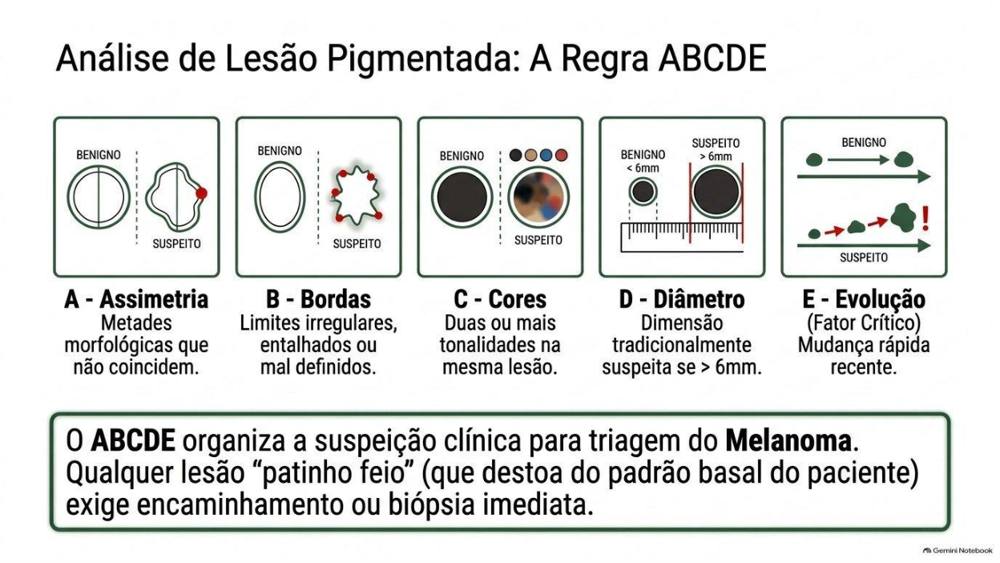 Análise de Lesão Pigmentada: A Regra ABCDE
BENIGNO
SUSPEITO
A - Assimetria
Metades
morfológicas que
não coincidem.
BENIGNO
SUSPEITO
B - Bordas
Limites irregulares,
entalhados ou
mal definidos.
BENIGNO
SUSPEITO
C - Cores
Duas ou mais
tonalidades na
mesma lesão.
BENIGNO
< 6mm
SUSPEITO
> 6mm
D - Diâmetro
Dimensão
tradicionalmente
suspeita se > 6mm.
BENIGNO
!
SUSPEITO
E - Evolução
(Fator Crítico)
Mudança rápida
recente.
O ABCDE organiza a suspeição clínica para triagem do Melanoma.
Qualquer lesão “patinho feio” (que destoa do padrão basal do paciente)
exige encaminhamento ou biópsia imediata.
Gemini Notebook